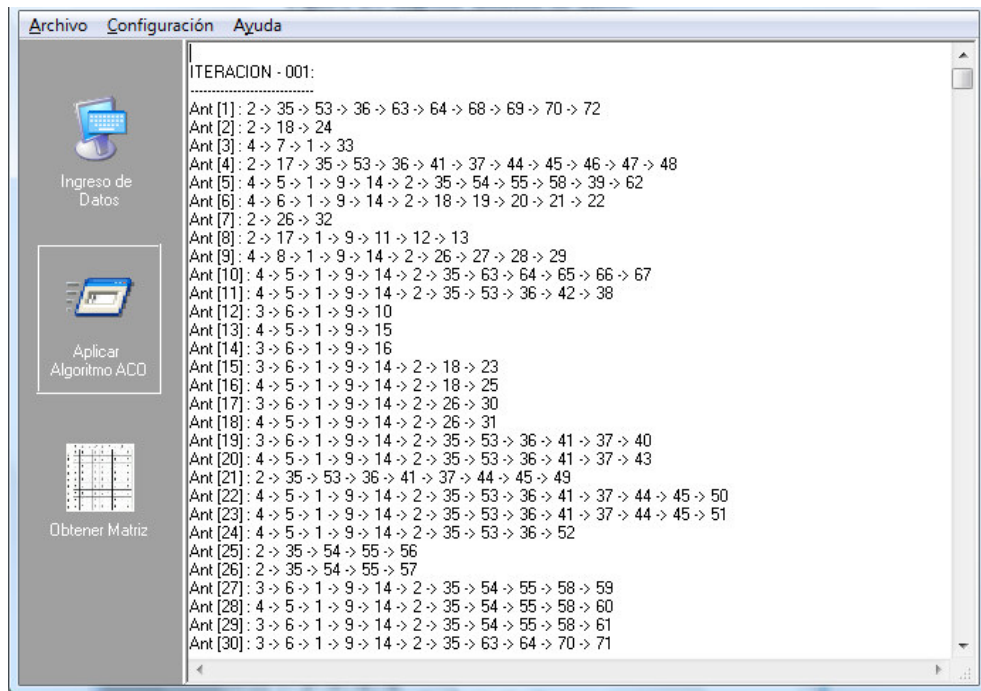 Archivo Configuración Ayuda
Ingreso de
Datos
Aplicar
Algoritmo ACO
Obtener Matriz
ITERACION - 001:
------------------------------
Ant [1] : 2 -> 35 -> 53 -> 36 -> 63 -> 64 -> 68 -> 69 -> 70 -> 72
Ant [2] : 2 -> 18 -> 24
Ant [3] : 4 -> 7 -> 1 -> 33
Ant [4] : 2 -> 17 -> 35 -> 53 -> 36 -> 41 -> 37 -> 44 -> 45 -> 46 -> 47 -> 48
Ant [5] : 4 -> 5 -> 1 -> 9 -> 14 -> 2 -> 35 -> 54 -> 55 -> 58 -> 39 -> 62
Ant [6] : 4 -> 6 -> 1 -> 9 -> 14 -> 2 -> 18 -> 19 -> 20 -> 21 -> 22
Ant [7] : 2 -> 26 -> 32
Ant [8] : 2 -> 17 -> 1 -> 9 -> 11 -> 12 -> 13
Ant [9] : 4 -> 8 -> 1 -> 9 -> 14 -> 2 -> 26 -> 27 -> 28 -> 29
Ant [10] : 4 -> 5 -> 1 -> 9 -> 14 -> 2 -> 35 -> 63 -> 64 -> 65 -> 66 -> 67
Ant [11] : 4 -> 5 -> 1 -> 9 -> 14 -> 2 -> 35 -> 53 -> 36 -> 42 -> 38
Ant [12] : 3 -> 6 -> 1 -> 9 -> 10
Ant [13] : 4 -> 5 -> 1 -> 9 -> 15
Ant [14] : 3 -> 6 -> 1 -> 9 -> 16
Ant [15] : 3 -> 6 -> 1 -> 9 -> 14 -> 2 -> 18 -> 23
Ant [16] : 4 -> 5 -> 1 -> 9 -> 14 -> 2 -> 18 -> 25
Ant [17] : 3 -> 6 -> 1 -> 9 -> 14 -> 2 -> 26 -> 30
Ant [18] : 4 -> 5 -> 1 -> 9 -> 14 -> 2 -> 26 -> 31
Ant [19] : 3 -> 6 -> 1 -> 9 -> 14 -> 2 -> 35 -> 53 -> 36 -> 41 -> 37 -> 40
Ant [20] : 4 -> 5 -> 1 -> 9 -> 14 -> 2 -> 35 -> 53 -> 36 -> 41 -> 37 -> 43
Ant [21] : 2 -> 35 -> 53 -> 36 -> 41 -> 37 -> 44 -> 45 -> 49
Ant [22] : 4 -> 5 -> 1 -> 9 -> 14 -> 2 -> 35 -> 53 -> 36 -> 41 -> 37 -> 44 -> 45 -> 50
Ant [23] : 4 -> 5 -> 1 -> 9 -> 14 -> 2 -> 35 -> 53 -> 36 -> 41 -> 37 -> 44 -> 45 -> 51
Ant [24] : 4 -> 5 -> 1 -> 9 -> 14 -> 2 -> 35 -> 53 -> 36 -> 52
Ant [25] : 2 -> 35 -> 54 -> 55 -> 56
Ant [26] : 2 -> 35 -> 54 -> 55 -> 57
Ant [27] : 3 -> 6 -> 1 -> 9 -> 14 -> 2 -> 35 -> 54 -> 55 -> 58 -> 59
Ant [28] : 4 -> 5 -> 1 -> 9 -> 14 -> 2 -> 35 -> 54 -> 55 -> 58 -> 60
Ant [29] : 3 -> 6 -> 1 -> 9 -> 14 -> 2 -> 35 -> 54 -> 55 -> 58 -> 61
Ant [30] : 3 -> 6 -> 1 -> 9 -> 14 -> 2 -> 35 -> 63 -> 64 -> 70 -> 71